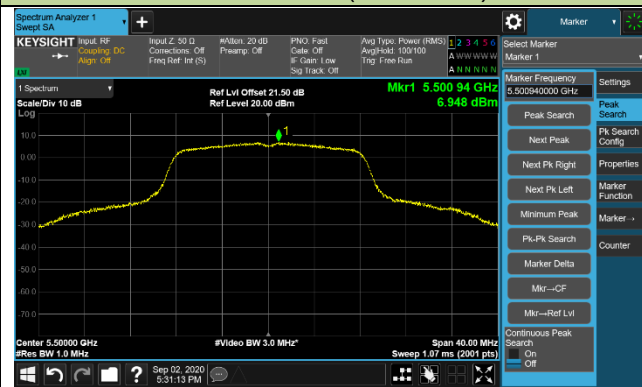 Spectrum Analyzer 1
Swept SA
Marker
KEYSIGHT
Input: RF
Coupling: DC
Align: Off
Input Z: 50 Ω
Corrections: Off
Freq Ref: Int (S)
#Atten: 20 dB
Preamp: Off
PNO: Fast
Gate: Off
IF Gain: Low
Sig Track: Off
Avg Type: Power (RMS)
Avg|Hold: 100/100
Trig: Free Run
1 2 3 4 5 6
A W W W W W
A N N N N N
LXI
Select Marker
Marker 1
1 Spectrum
Scale/Div 10 dB
Log
Ref Lvl Offset 21.50 dB
Ref Level 20.00 dBm
Mkr1 5.500 94 GHz
6.948 dBm
1
10.0
0.00
-10.0
-20.0
-30.0
-40.0
-50.0
-60.0
-70.0
Center 5.50000 GHz
#Res BW 1.0 MHz
#Video BW 3.0 MHz*
Span 40.00 MHz
Sweep 1.07 ms (2001 pts)
Marker Frequency
5.500940000 GHz
Peak Search
Next Peak
Next Pk Right
Next Pk Left
Minimum Peak
Pk-Pk Search
Marker Delta
Mkr→CF
Mkr→Ref Lvl
Continuous Peak
Search
On
Off
Settings
Peak
Search
Pk Search
Config
Properties
Marker
Function
Marker→
Counter
Sep 02, 2020
5:31:13 PM